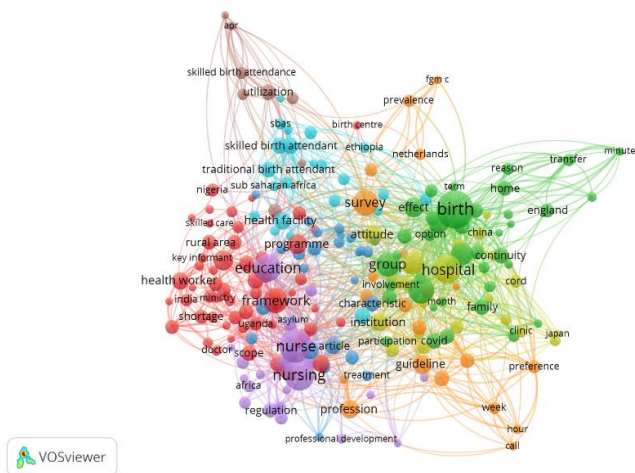 apr
skilled birth attendance
utilization
fgm c
prevalence
sbas
birth centre
skilled birth attendant
ethiopia
netherlands
minute
reason
transfer
traditional birth attendant
term
home
nigeria
sub saharan africa
survey
effect
birth
england
skilled care
health facility
attitude
option
china
rural area
programme
continuity
key informant
education
group
hospital
health worker
involvement
cord
india
ministry
framework
characteristic
month
family
shortage
uganda
asylum
institution
participation
covid
clinic
japan
doctor
scope
nurse
article
guideline
preference
africa
nursing
treatment
regulation
profession
week
professional development
hour
call
VOSviewer